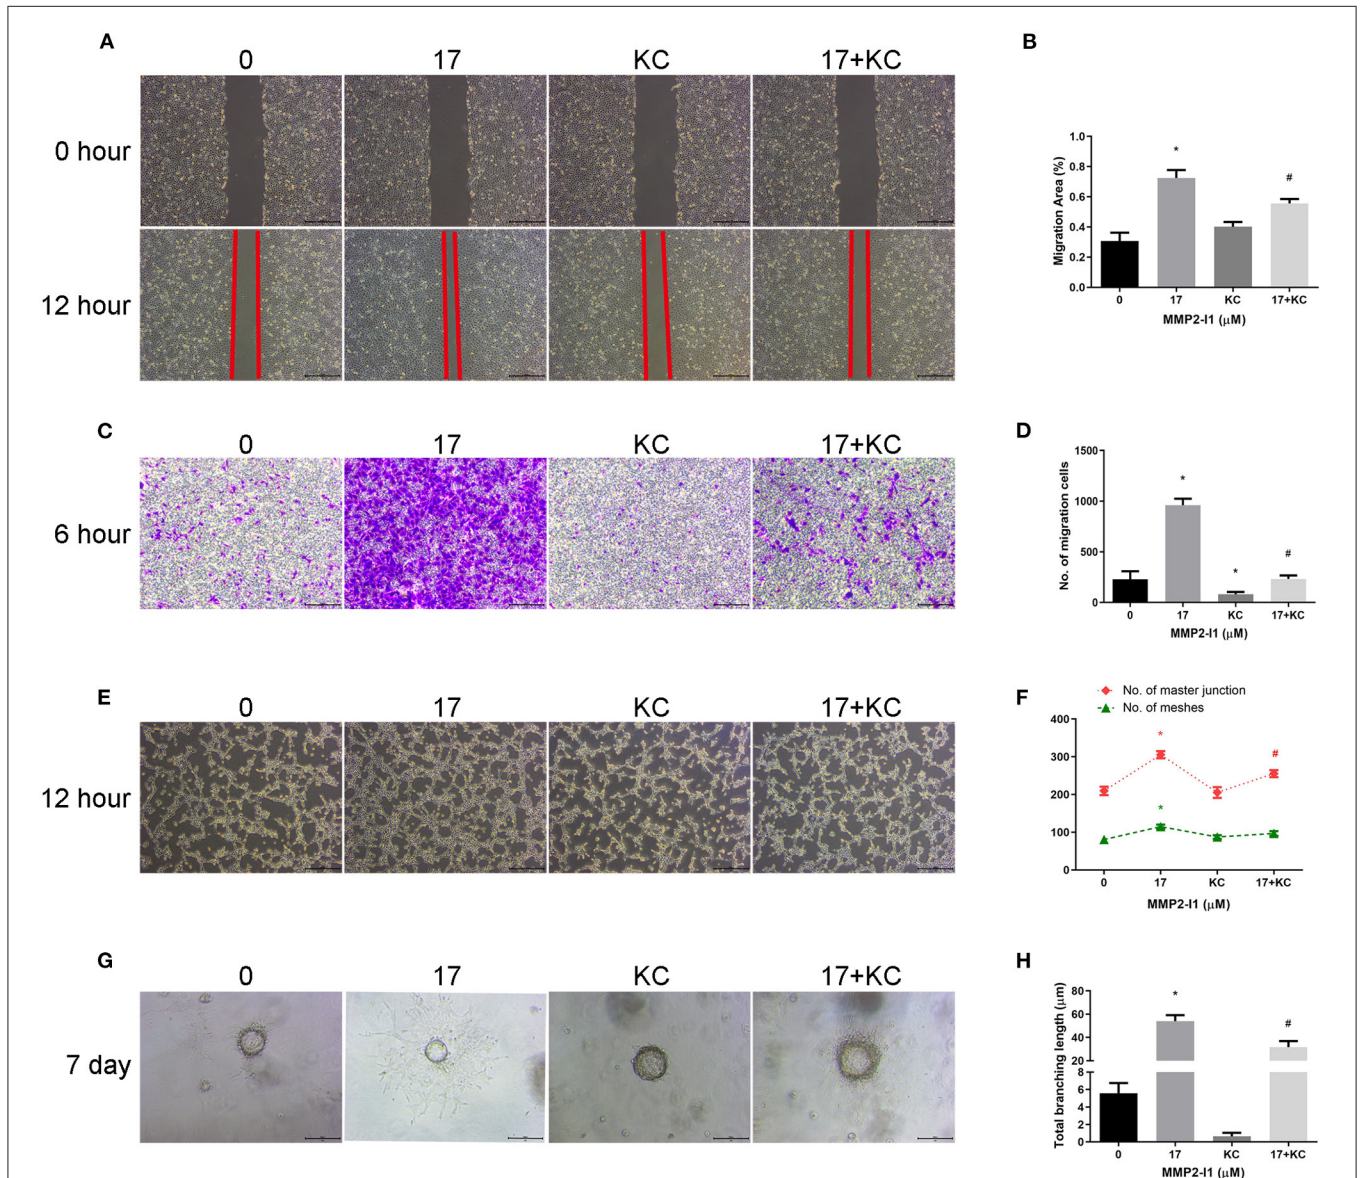 A
0 17 KC 17+KC
0 hour
12 hour
B
Migration Area (%)
1.0
0.8
0.6
0.4
0.2
0.0
* #
0 17 KC 17+KC
MMP2-I1 (μM)
C
0 17 KC 17+KC
6 hour
D
No. of migration cells
1500
1000
500
0
* * #
0 17 KC 17+KC
MMP2-I1 (μM)
E
0 17 KC 17+KC
12 hour
F
No. of master junction
No. of meshes
400
300
200
100
0
* #
*
0 17 KC 17+KC
MMP2-I1 (μM)
G
0 17 KC 17+KC
7 day
H
Total branching length (μm)
80
60
40
20
8
6
4
2
0
* #
0 17 KC 17+KC
MMP2-I1 (μM)